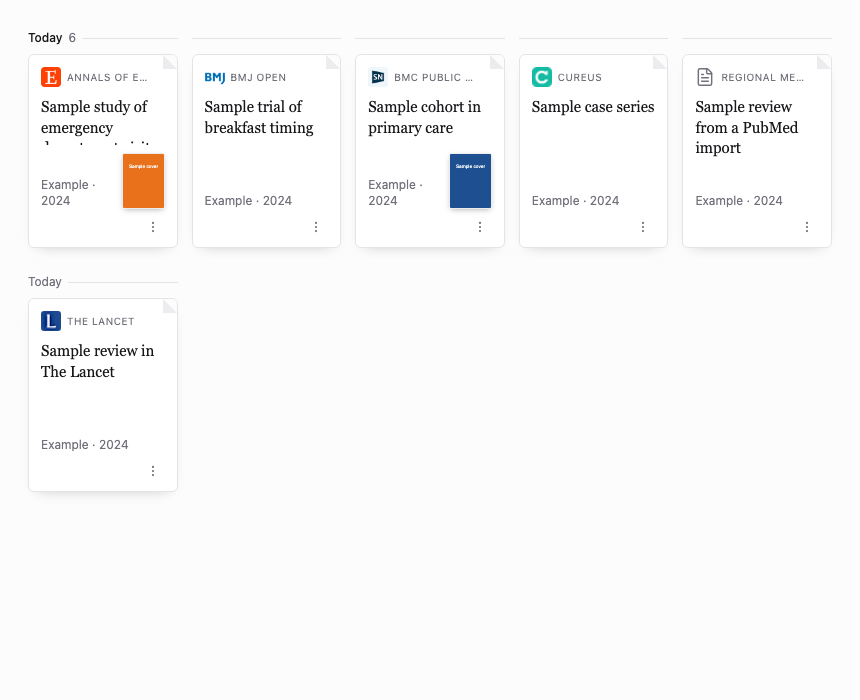 Today 6
E ANNALS OF E...
Sample study of
emergency
Sample cover
Example ·
2024
BMJ BMJ OPEN
Sample trial of
breakfast timing
Example · 2024
SN BMC PUBLIC ...
Sample cohort in
primary care
Sample cover
Example ·
2024
C CUREUS
Sample case series
Example · 2024
REGIONAL ME...
Sample review
from a PubMed
import
Example · 2024
Today
L THE LANCET
Sample review in
The Lancet
Example · 2024